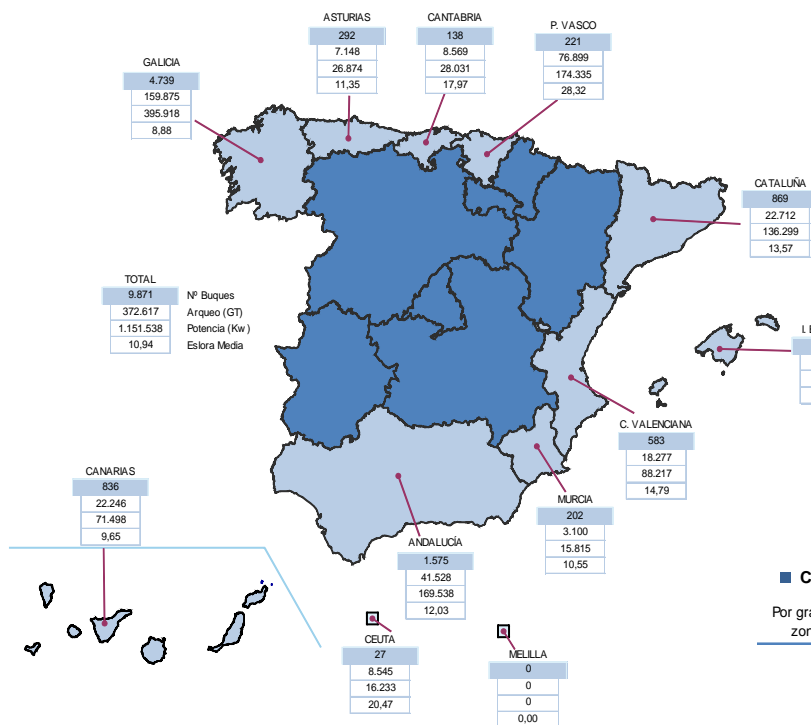 ASTURIAS
292
7.148
26.874
11,35
CANTABRIA
138
8.569
28.031
17,97
P. VASCO
221
76.899
174.335
28,32
GALICIA
4.739
159.875
395.918
8,88
CATALUÑA
869
22.712
136.299
13,57
TOTAL
9.871 Nº Buques
372.617 Arqueo (GT)
1.151.538 Potencia (Kw)
10,94 Eslora Media
C. VALENCIANA
583
18.277
88.217
14,79
MURCIA
202
3.100
15.815
10,55
CANARIAS
836
22.246
71.498
9,65
ANDALUCÍA
1.575
41.528
169.538
12,03
CEUTA
27
8.545
16.233
20,47
MELILLA
0
0
0
0,00
C
Por gra
zon